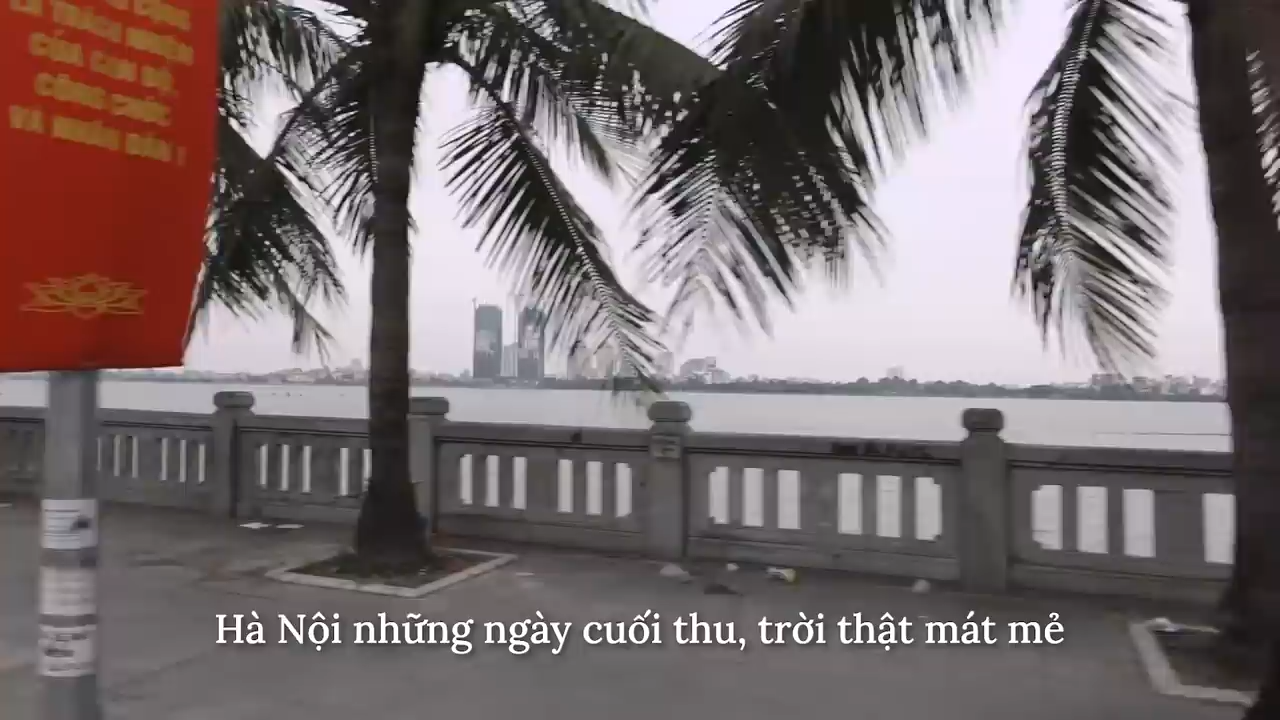 LÀ TRÁCH NHIỆM
CỦA CÁN BỘ,
CÔNG CHỨC
VÀ NHÂN DÂN !
Hà Nội những ngày cuối thu, trời thật mát mẻ